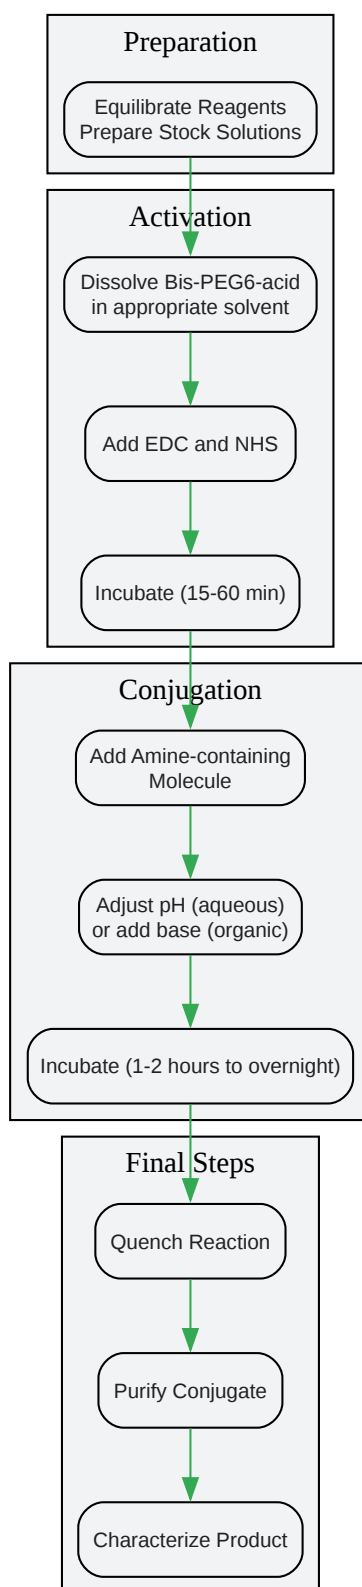 Preparation
Equilibrate Reagents
Prepare Stock Solutions
Activation
Dissolve Bis-PEG6-acid
in appropriate solvent
Add EDC and NHS
Incubate (15-60 min)
Conjugation
Add Amine-containing
Molecule
Adjust pH (aqueous)
or add base (organic)
Incubate (1-2 hours to overnight)
Final Steps
Quench Reaction
Purify Conjugate
Characterize Product